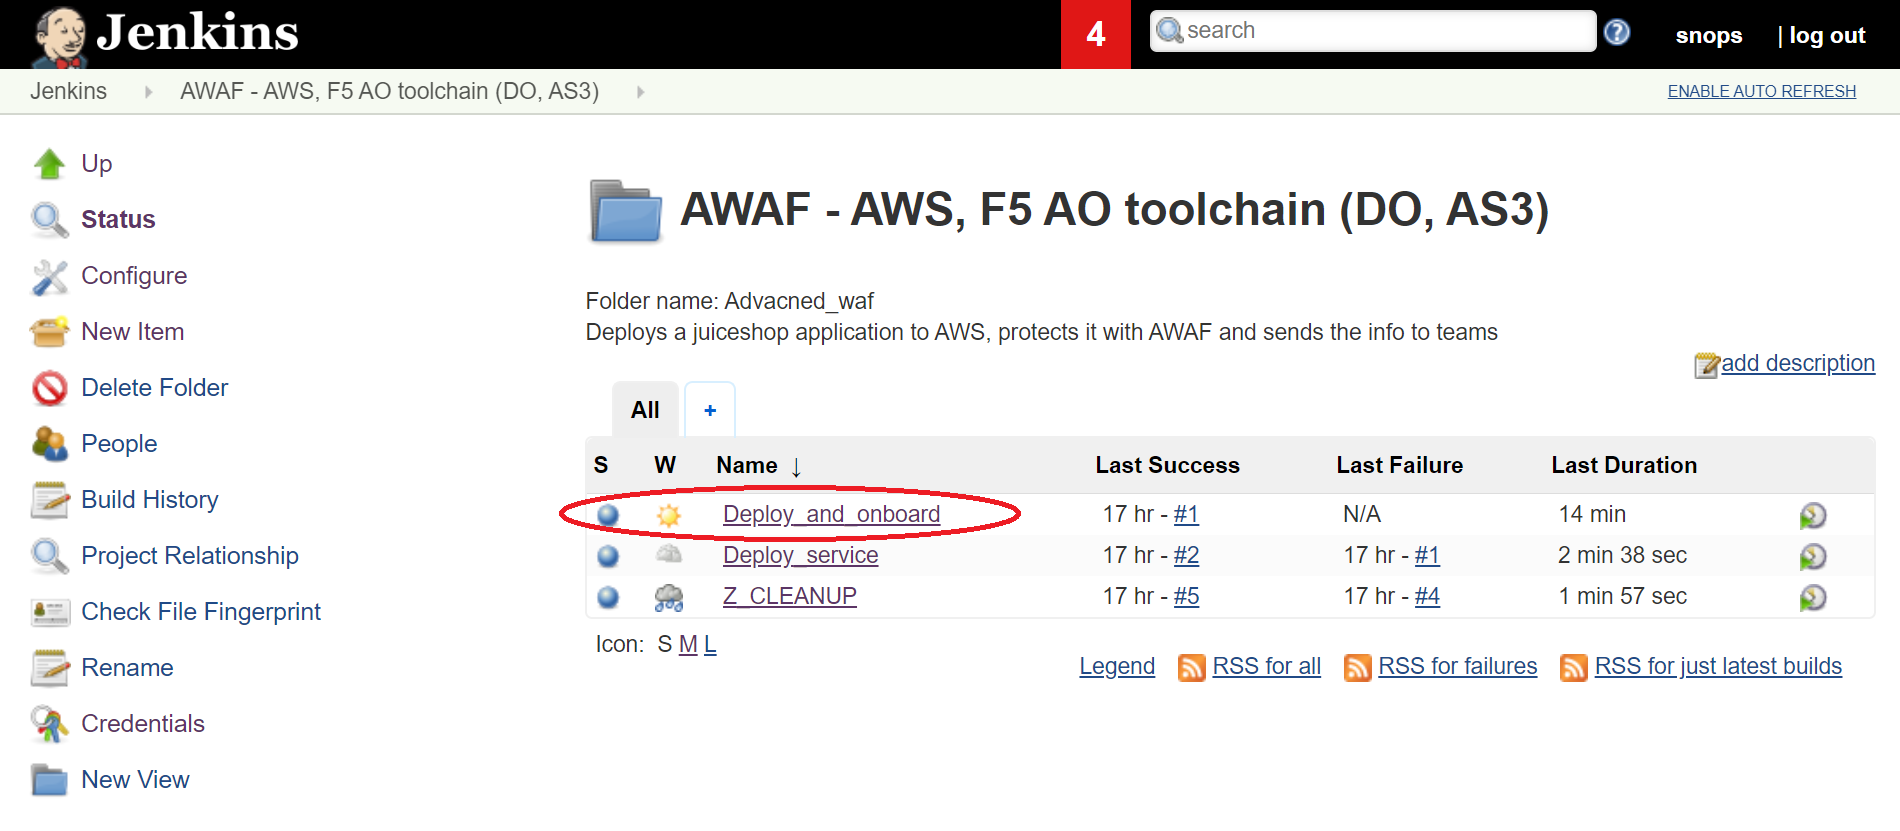 Jenkins
4
search
snops
| log out
Jenkins
AWAF - AWS, F5 AO toolchain (DO, AS3)
ENABLE AUTO REFRESH
Up
Status
Configure
New Item
Delete Folder
People
Build History
Project Relationship
Check File Fingerprint
Rename
Credentials
New View
AWAF - AWS, F5 AO toolchain (DO, AS3)
Folder name: Advacned_waf
Deploys a juiceshop application to AWS, protects it with AWAF and sends the info to teams
add description
All +
S W Name ↓ Last Success Last Failure Last Duration
Deploy_and_onboard 17 hr - #1 N/A 14 min
Deploy_service 17 hr - #2 17 hr - #1 2 min 38 sec
Z_CLEANUP 17 hr - #5 17 hr - #4 1 min 57 sec
Icon: S M L
Legend RSS for all RSS for failures RSS for just latest builds